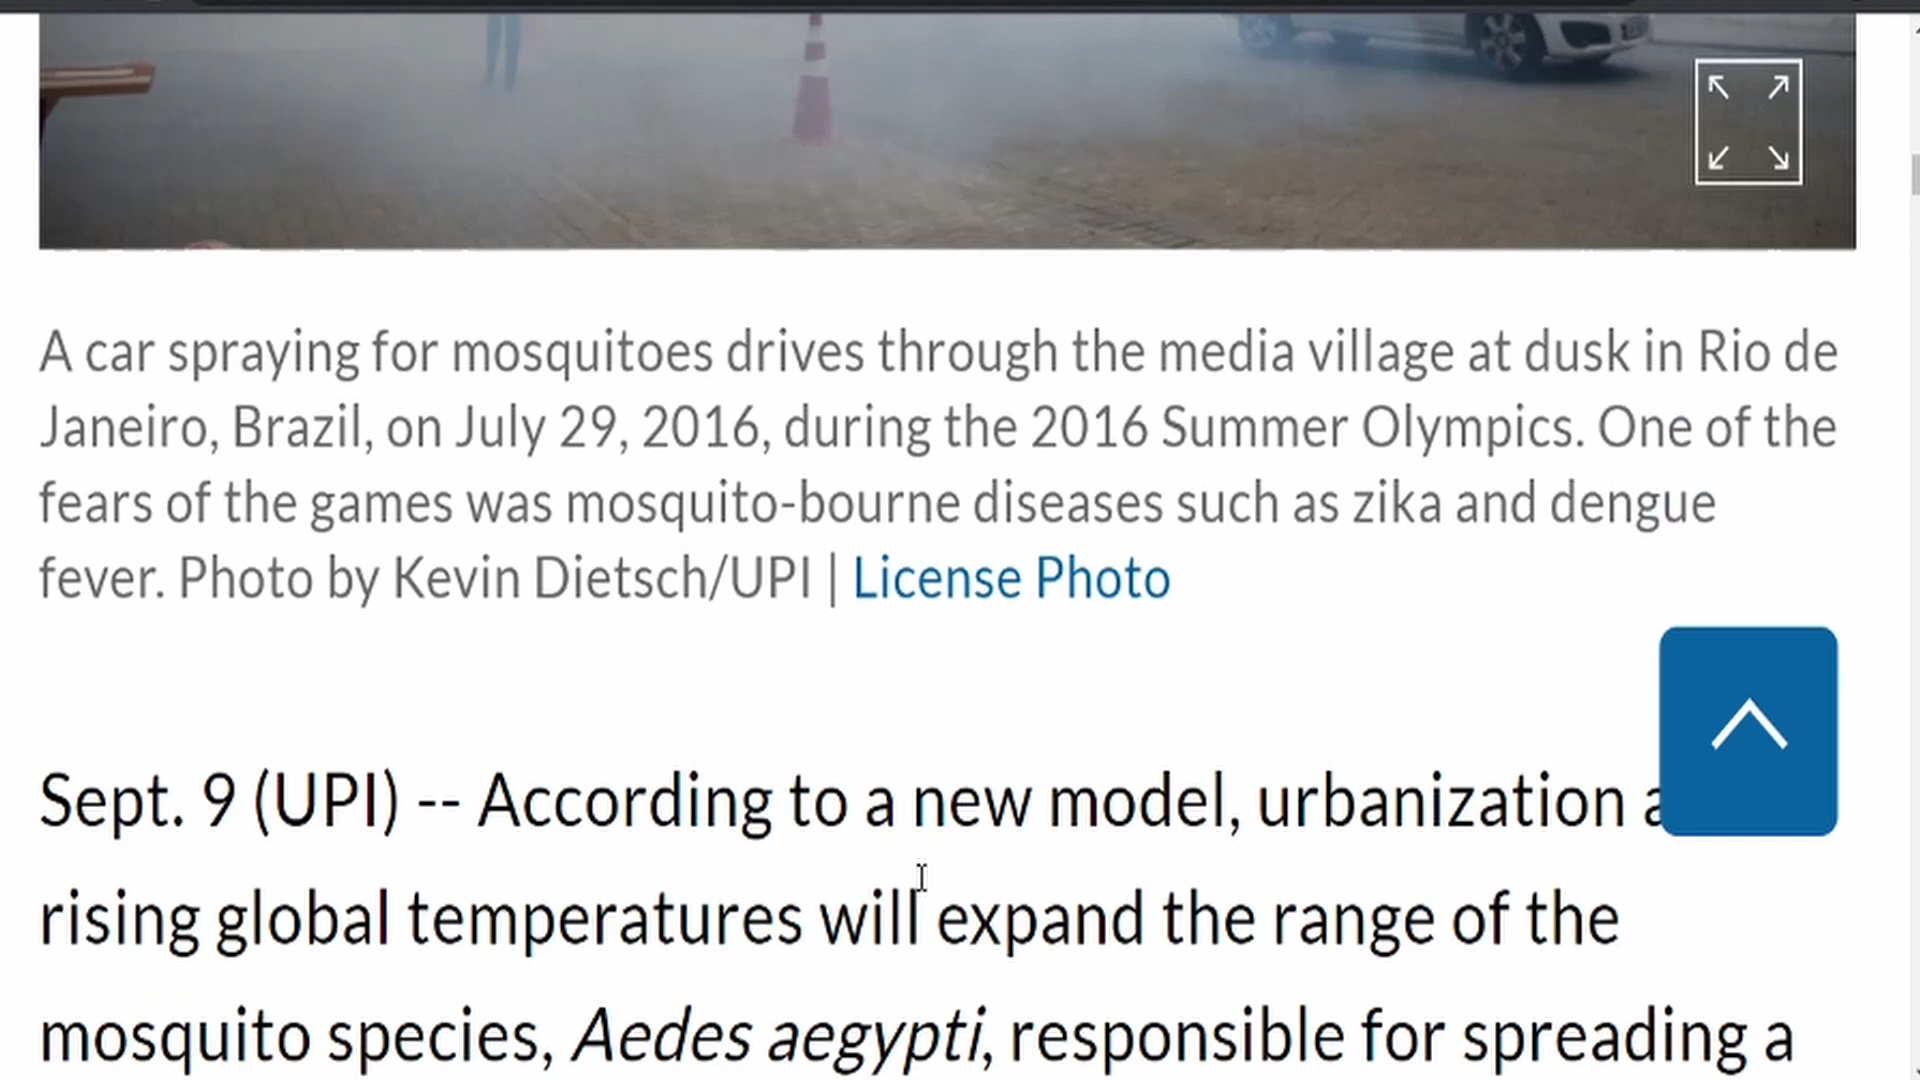 A car spraying for mosquitoes drives through the media village at dusk in Rio de
Janeiro, Brazil, on July 29, 2016, during the 2016 Summer Olympics. One of the
fears of the games was mosquito-bourne diseases such as zika and dengue
fever. Photo by Kevin Dietsch/UPI | License Photo
Sept. 9 (UPI) -- According to a new model, urbanization
rising global temperatures will expand the range of the
mosquito species, Aedes aegypti, responsible for spreading a